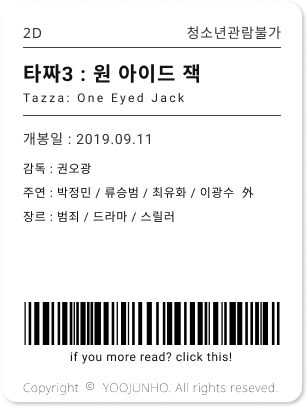 2D 청소년관람불가
타짜3 : 원 아이드 잭
Tazza: One Eyed Jack
개봉일 : 2019.09.11
감독 : 권오광
주연 : 박정민 / 류승범 / 최유화 / 이광수 外
장르 : 범죄 / 드라마 / 스릴러
if you more read? click this!
Copyright © YOOJUNHO. All rights reserved.